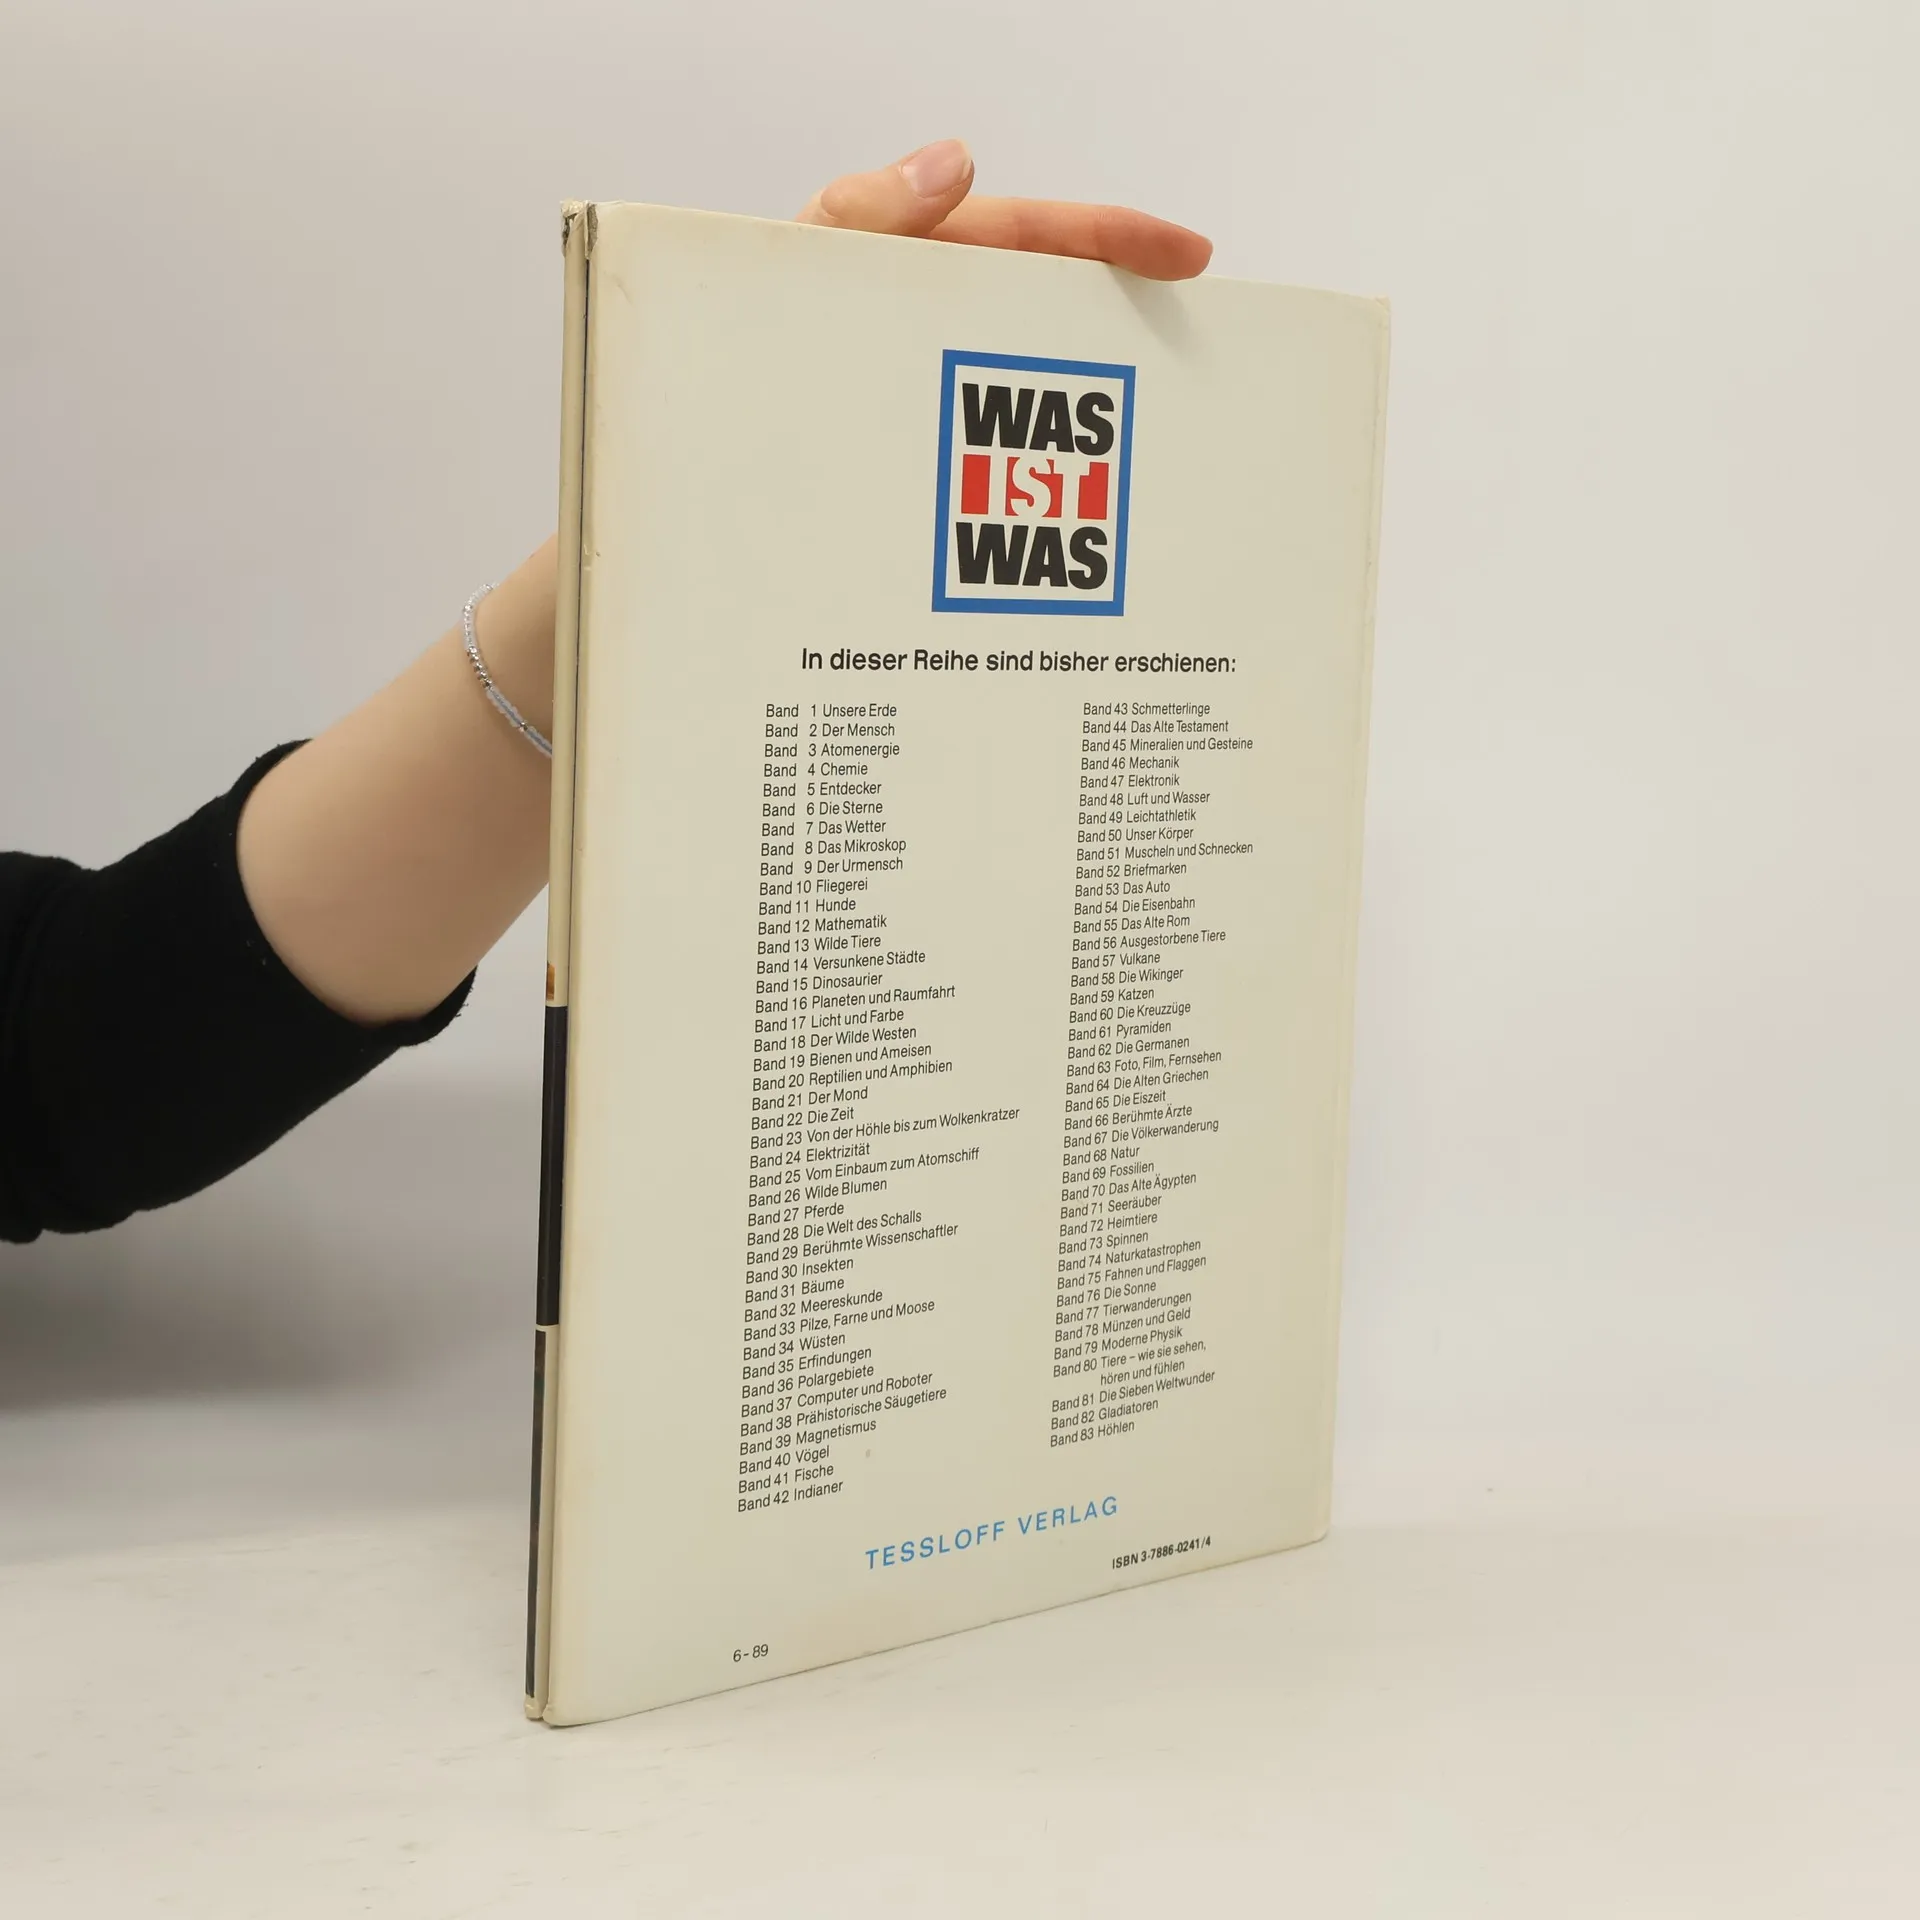 WAS
IST
WAS
In dieser Reihe sind bisher erschienen:
Band 1 Unsere Erde
Band 2 Der Mensch
Band 3 Atomenergie
Band 4 Chemie
Band 5 Entdecker
Band 6 Die Sterne
Band 7 Das Wetter
Band 8 Das Mikroskop
Band 9 Der Urmensch
Band 10 Fliegerei
Band 11 Hunde
Band 12 Mathematik
Band 13 Wilde Tiere
Band 14 Versunkene Städte
Band 15 Dinosaurier
Band 16 Planeten und Raumfahrt
Band 17 Licht und Farbe
Band 18 Der Wilde Westen
Band 19 Bienen und Ameisen
Band 20 Reptilien und Amphibien
Band 21 Der Mond
Band 22 Die Zeit
Band 23 Von der Höhle bis zum Wolkenkratzer
Band 24 Elektrizität
Band 25 Vom Einbaum zum Atomschiff
Band 26 Wilde Blumen
Band 27 Pferde
Band 28 Die Welt des Schalls
Band 29 Berühmte Wissenschaftler
Band 30 Insekten
Band 31 Bäume
Band 32 Meereskunde
Band 33 Pilze, Farne und Moose
Band 34 Wüsten
Band 35 Erfindungen
Band 36 Polargebiete
Band 37 Computer und Roboter
Band 38 Prähistorische Säugetiere
Band 39 Magnetismus
Band 40 Vögel
Band 41 Fische
Band 42 Indianer
Band 43 Schmetterlinge
Band 44 Das Alte Testament
Band 45 Mineralien und Gesteine
Band 46 Mechanik
Band 47 Elektronik
Band 48 Luft und Wasser
Band 49 Leichtathletik
Band 50 Unser Körper
Band 51 Muscheln und Schnecken
Band 52 Briefmarken
Band 53 Das Auto
Band 54 Die Eisenbahn
Band 55 Das Alte Rom
Band 56 Ausgestorbene Tiere
Band 57 Vulkane
Band 58 Die Wikinger
Band 59 Katzen
Band 60 Die Kreuzzüge
Band 61 Pyramiden
Band 62 Die Germanen
Band 63 Foto, Film, Fernsehen
Band 64 Die Alten Griechen
Band 65 Die Eiszeit
Band 66 Berühmte Ärzte
Band 67 Die Völkerwanderung
Band 68 Natur
Band 69 Fossilien
Band 70 Das Alte Ägypten
Band 71 Seeräuber
Band 72 Heimtiere
Band 73 Spinnen
Band 74 Naturkatastrophen
Band 75 Fahnen und Flaggen
Band 76 Die Sonne
Band 77 Tierwanderungen
Band 78 Münzen und Geld
Band 79 Moderne Physik
Band 80 Tiere – wie sie sehen,
hören und fühlen
Band 81 Die Sieben Weltwunder
Band 82 Gladiatoren
Band 83 Höhlen
TESSLOFF VERLAG
ISBN 3-7886-0241/4
6-89